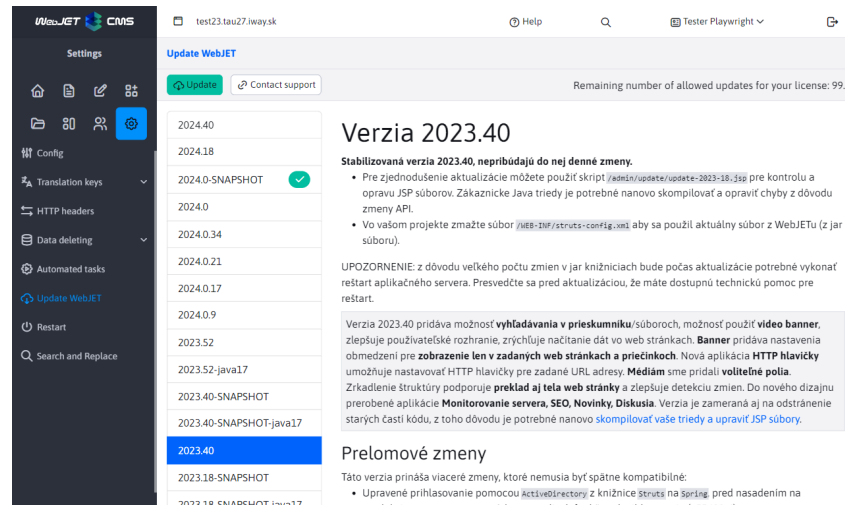 WebJET CMS
test23.tau27.iway.sk
Help
Tester Playwright
Settings
Update WebJET
Update
Contact support
Remaining number of allowed updates for your license: 99.
Config
Translation keys
HTTP headers
Data deleting
Automated tasks
Update WebJET
Restart
Search and Replace
2024.40
2024.18
2024.0-SNAPSHOT
2024.0
2024.0.34
2024.0.21
2024.0.17
2024.0.9
2023.52
2023.52-java17
2023.40-SNAPSHOT
2023.40-SNAPSHOT-java17
2023.40
2023.18-SNAPSHOT
2023.18-SNAPSHOT-java17
Verzia 2023.40
Stabilizovaná verzia 2023.40, nepribúdajú do nej denné zmeny.
Pre zjednodušenie aktualizácie môžete použiť skript /admin/update/update-2023-18.jsp pre kontrolu a
opravu JSP súborov. Zákaznicke Java triedy je potrebné nanovo skompilovať a opraviť chyby z dôvodu
zmeny API.
Vo vašom projekte zmažte súbor /WEB-INF/struts-config.xml aby sa použil aktuálny súbor z WebJETu (z jar
súboru).
UPOZORNENIE: z dôvodu veľkého počtu zmien v jar knižniciach bude počas aktualizácie potrebné vykonať
reštart aplikačného servera. Presvedčte sa pred aktualizáciou, že máte dostupnú technickú pomoc pre
reštart.
Verzia 2023.40 pridáva možnosť vyhľadávania v prieskumníku/súboroch, možnosť použiť video banner,
zlepšuje používateľské rozhranie, zrýchľuje načítanie dát vo web stránkach. Banner pridáva nastavenia
obmedzení pre zobrazenie len v zadaných web stránkach a priečinkoch. Nová aplikácia HTTP hlavičky
umožňuje nastavovať HTTP hlavičky pre zadané URL adresy. Médiám sme pridali voliteľné polia.
Zrkadlenie štruktúry podporuje preklad aj tela web stránky a zlepšuje detekciu zmien. Do nového dizajnu
prerobené aplikácie Monitorovanie servera, SEO, Novinky, Diskusia. Verzia je zameraná aj na odstránenie
starých častí kódu, z toho dôvodu je potrebné nanovo skompilovať vaše triedy a upraviť JSP súbory.
Prelomové zmeny
Táto verzia prináša viaceré zmeny, ktoré nemusia byť spätne kompatibilné:
Upravené prihlasovanie pomocou ActiveDirectory z knižnice Struts na Spring, pred nasadením na